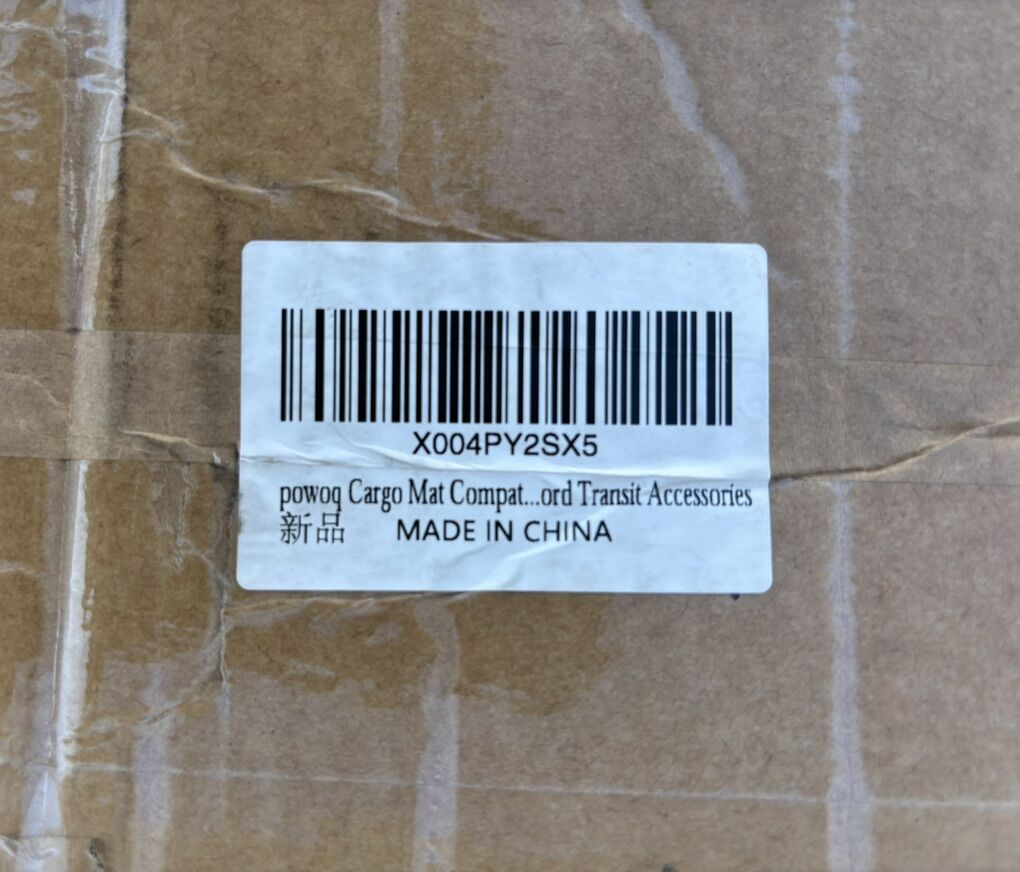 X004PY2SX5
powoq Cargo Mat Compat...ord Transit Accessories
新品 MADE IN CHINA